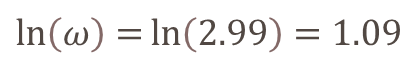 ln(ω) = ln(2.99) = 1.09